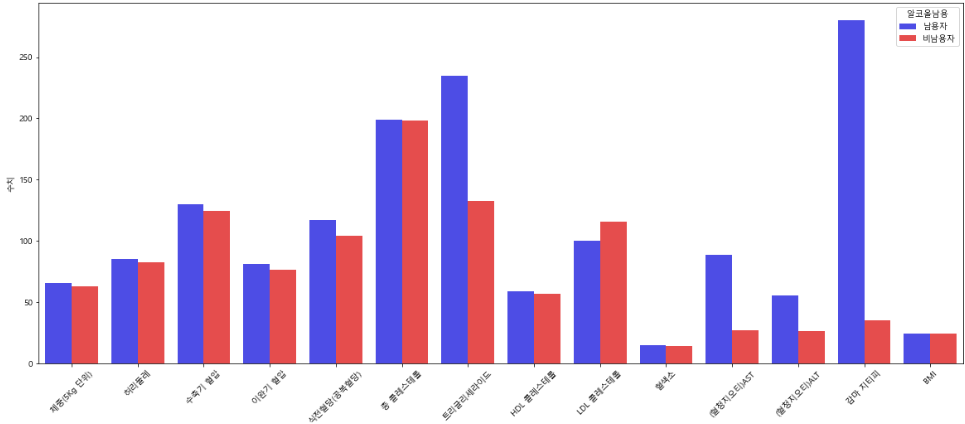 알코올남용
남용자
비남용자
수치
250
200
150
100
50
0
체중(5Kg 단위)
허리둘레
수축기 혈압
이완기 혈압
식전혈당(공복혈당)
총 콜레스테롤
트리글리세라이드
HDL 콜레스테롤
LDL 콜레스테롤
혈색소
(혈청지오티)AST
(혈청지오티)ALT
감마 지티피
BMI